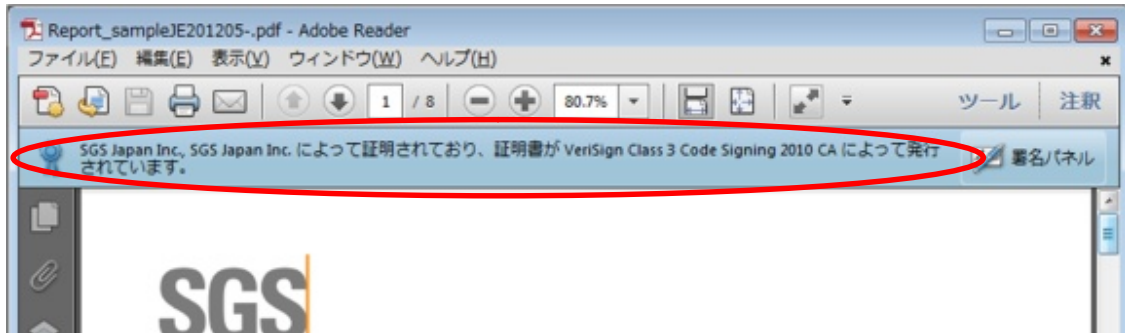 Report_sampleJE201205-.pdf - Adobe Reader
ファイル(F) 編集(E) 表示(V) ウィンドウ(W) ヘルプ(H)
1 / 8 80.7% ツール 注釈
SGS Japan Inc., SGS Japan Inc. によって証明されており、証明書が VeriSign Class 3 Code Signing 2010 CA によって発行
されています。
署名パネル
SGS